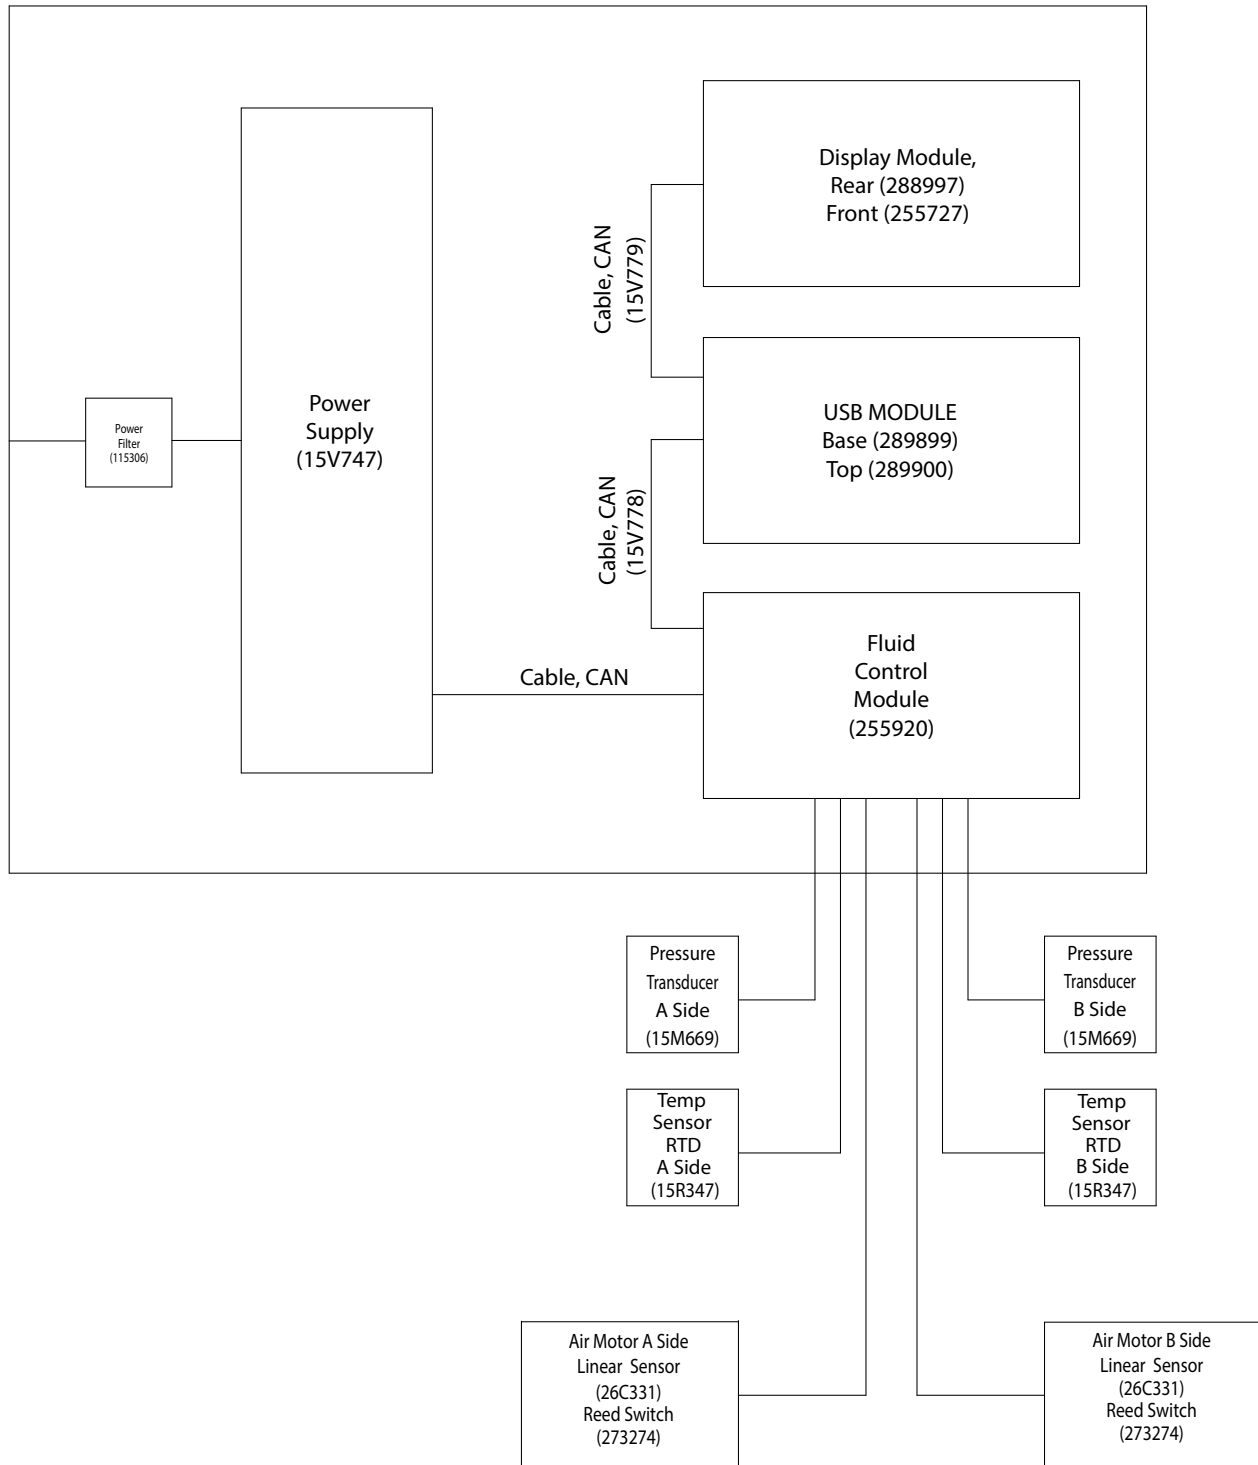 Display Module,
Rear (288997)
Front (255727)
Cable, CAN
(15V779)
Power
Filter
(115306)
Power
Supply
(15V747)
USB MODULE
Base (289899)
Top (289900)
Cable, CAN
(15V778)
Fluid
Control
Module
(255920)
Cable, CAN
Pressure
Transducer
A Side
(15M669)
Pressure
Transducer
B Side
(15M669)
Temp
Sensor
RTD
A Side
(15R347)
Temp
Sensor
RTD
B Side
(15R347)
Air Motor A Side
Linear Sensor
(26C331)
Reed Switch
(273274)
Air Motor B Side
Linear Sensor
(26C331)
Reed Switch
(273274)